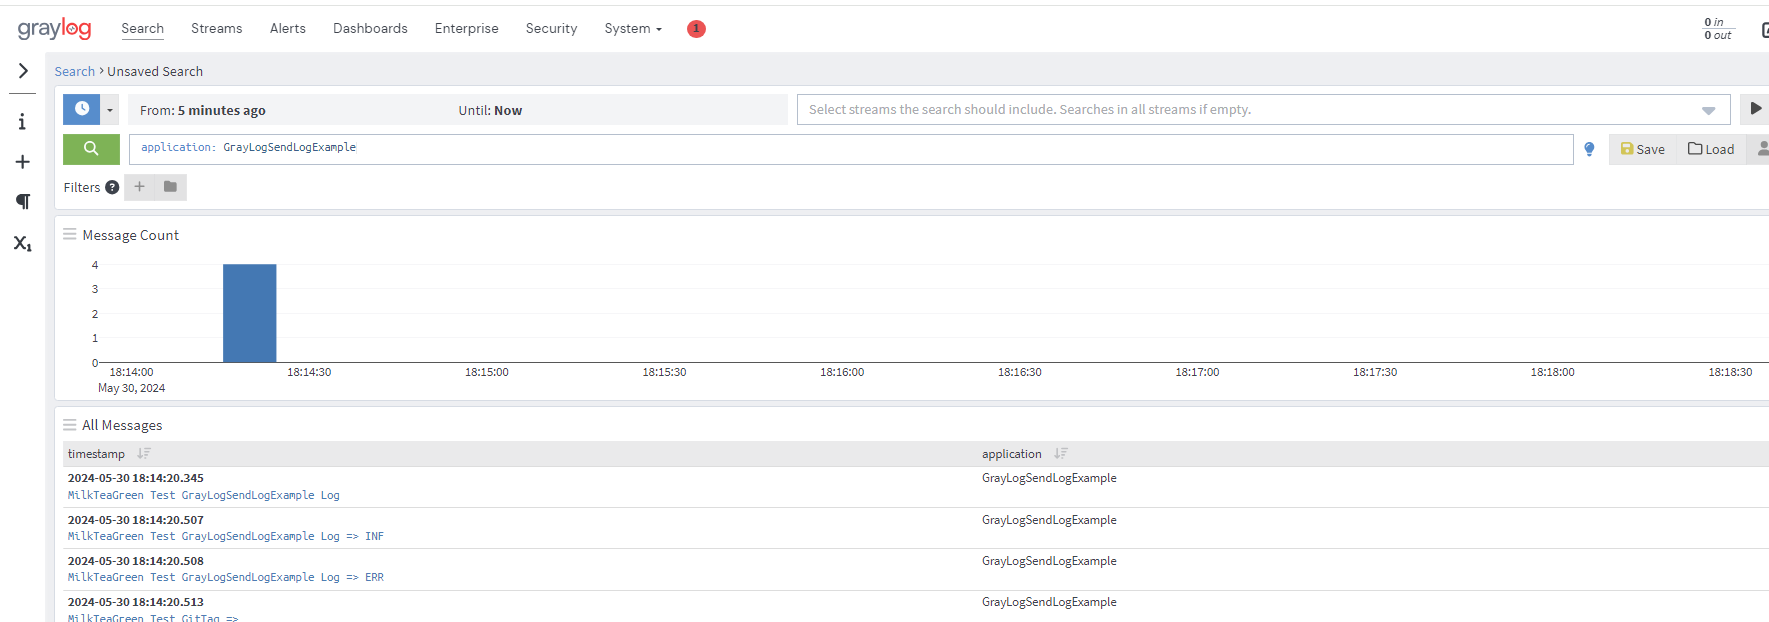 graylog Search Streams Alerts Dashboards Enterprise Security System 1 0 in
0 out
Search > Unsaved Search
From: 5 minutes ago Until: Now Select streams the search should include. Searches in all streams if empty.
application: GrayLogSendLogExample Save Load
Filters ? +
Message Count
4
3
2
1
0
18:14:00 18:14:30 18:15:00 18:15:30 18:16:00 18:16:30 18:17:00 18:17:30 18:18:00 18:18:30
May 30, 2024
All Messages
timestamp application
2024-05-30 18:14:20.345 GrayLogSendLogExample
MilkTeaGreen Test GrayLogSendLogExample Log
2024-05-30 18:14:20.507 GrayLogSendLogExample
MilkTeaGreen Test GrayLogSendLogExample Log => INF
2024-05-30 18:14:20.508 GrayLogSendLogExample
MilkTeaGreen Test GrayLogSendLogExample Log => ERR
2024-05-30 18:14:20.513 GrayLogSendLogExample
MilkTeaGreen Test GitTag =>